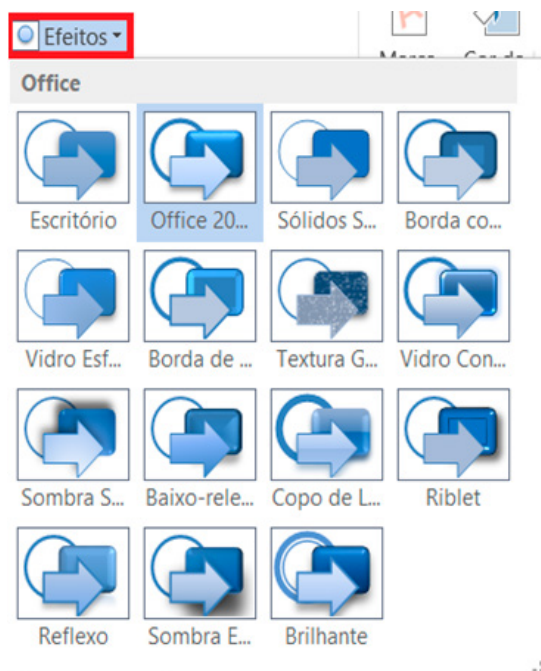 Efeitos
Office
Escritório Office 20... Sólidos S... Borda co...
Vidro Esf... Borda de ... Textura G... Vidro Con...
Sombra S... Baixo-rele... Copo de L... Riblet
Reflexo Sombra E... Brilhante